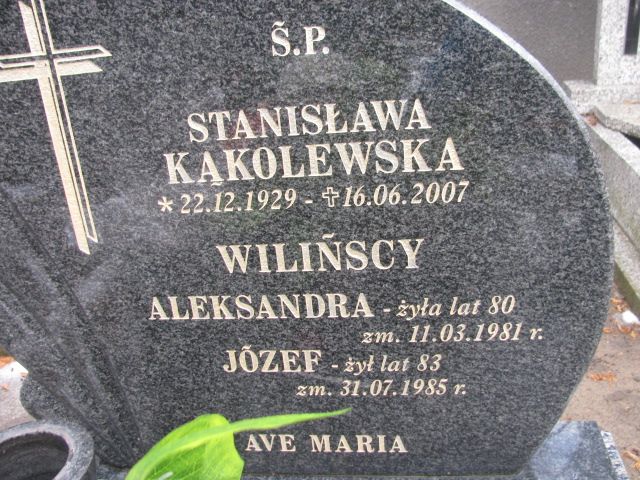 Ś.P.
STANISŁAWA
KĄKOLEWSKA
* 22.12.1929 - ✝ 16.06.2007
WILIŃSCY
ALEKSANDRA - żyła lat 80
zm. 11.03.1981 r.
JÓZEF - żył lat 83
zm. 31.07.1985 r.
AVE MARIA